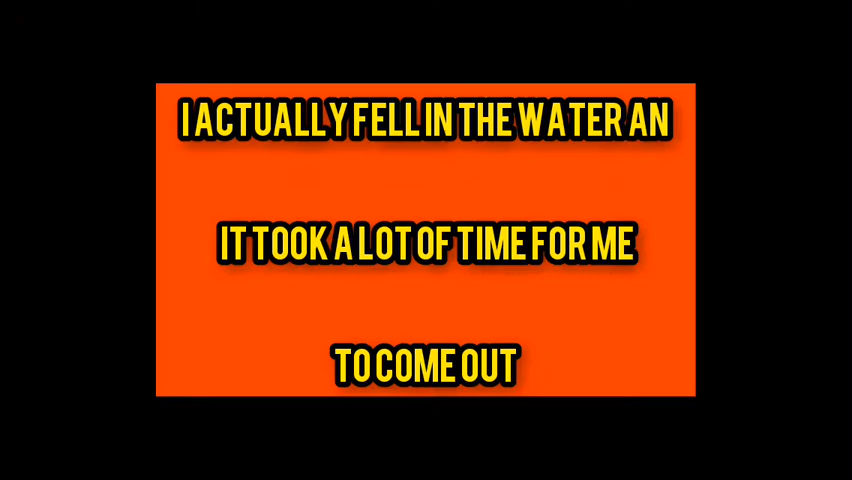 I ACTUALLY FELL IN THE WATER AN
IT TOOK A LOT OF TIME FOR ME
TO COME OUT